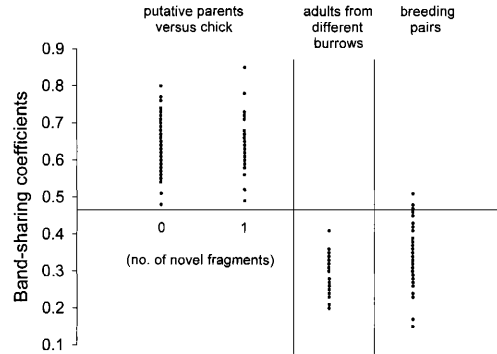 putative parents
versus chick
adults from
different
burrows
breeding
pairs
Band-sharing coefficients
0.9
0.8
0.7
0.6
0.5
0.4
0.3
0.2
0.1
0 1
(no. of novel fragments)